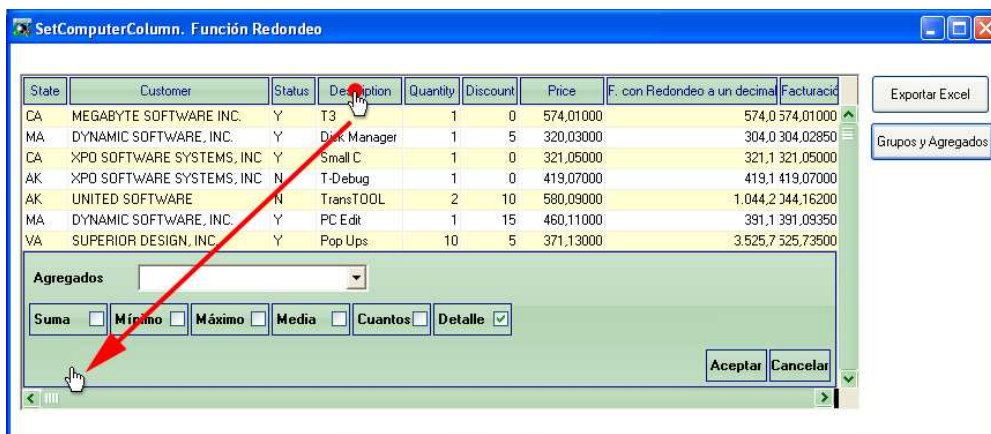 SetComputerColumn. Función Redondeo
State Customer Status Description Quantity Discount Price F. con Redondeo a un decimal Facturació
CA MEGABYTE SOFTWARE INC. Y T3 1 0 574,01000 574,0 574,01000
MA DYNAMIC SOFTWARE, INC. Y Disk Manager 1 5 320,03000 304,0 304,02850
CA XPO SOFTWARE SYSTEMS, INC Y Small C 1 0 321,05000 321,1 321,05000
AK XPO SOFTWARE SYSTEMS, INC N T-Debug 1 0 419,07000 419,1 419,07000
AK UNITED SOFTWARE N TransTOOL 2 10 580,09000 1.044,2 044,16200
MA DYNAMIC SOFTWARE, INC. Y PC Edit 1 15 460,11000 391,1 391,09350
VA SUPERIOR DESIGN, INC. Y Pop Ups 10 5 371,13000 3.525,7 525,73500
Exportar Excel
Grupos y Agregados
Agregados
Suma Mínimo Máximo Media Cuantos Detalle
Aceptar Cancelar